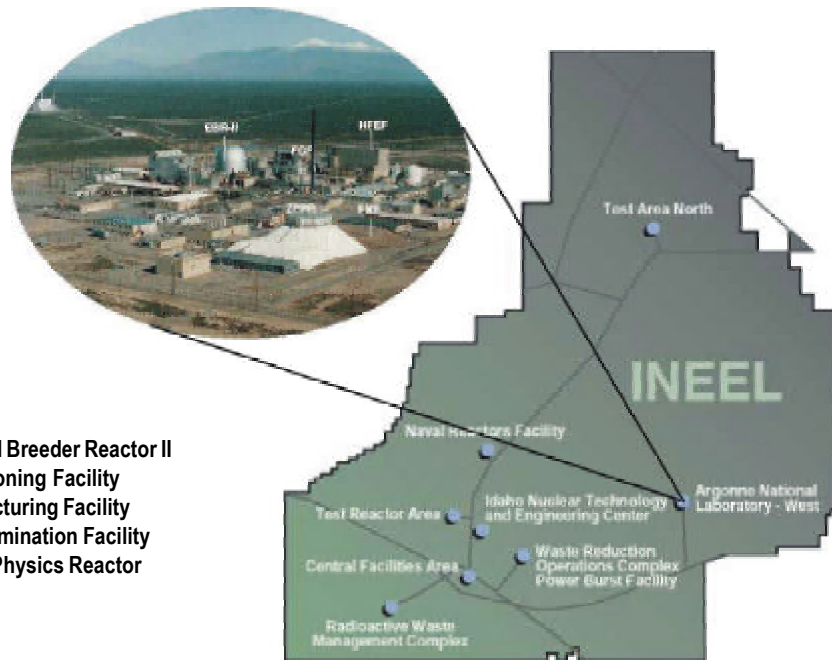 EBR-II
HFEF
FCF
ZPPR
FMF
Test Area North
INEEL
Naval Reactors Facility
l Breeder Reactor II
oning Facility
cturing Facility
mination Facility
Physics Reactor
Argonne National
Laboratory - West
Idaho Nuclear Technology
and Engineering Center
Test Reactor Area
Waste Reduction
Operations Complex
Power Burst Facility
Central Facilities Area
Radioactive Waste
Management Complex